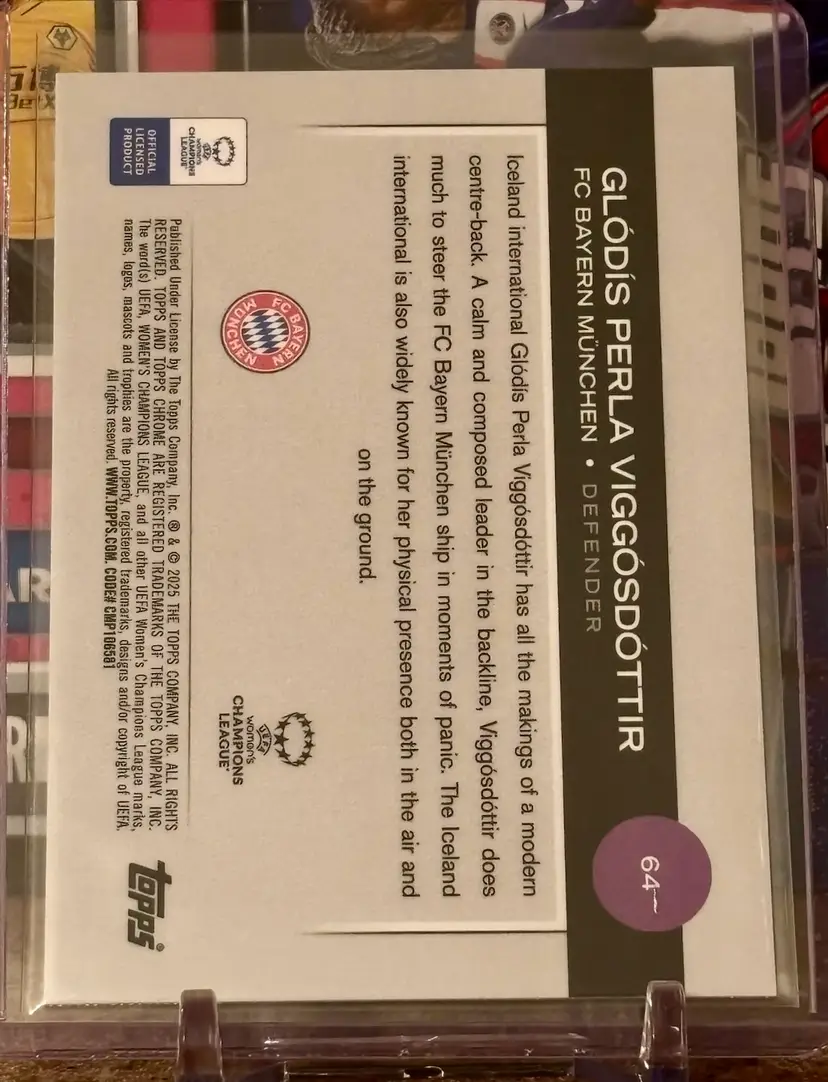 GLÓDÍS PERLA VIGGÓSDÓTTIR
FC BAYERN MÜNCHEN • DEFENDER
64
Iceland international Glódís Perla Viggósdóttir has all the makings of a modern
centre-back. A calm and composed leader in the backline, Viggósdóttir does
much to steer the FC Bayern München ship in moments of panic. The Iceland
international is also widely known for her physical presence both in the air and
on the ground.
FC BAYERN
MÜNCHEN
UEFA
women's
CHAMPIONS
LEAGUE
UEFA
women's
CHAMPIONS
LEAGUE
OFFICIAL
LICENSED
PRODUCT
Published Under License by The Topps Company, Inc. ® & © 2025 THE TOPPS COMPANY, INC. ALL RIGHTS
RESERVED. TOPPS AND TOPPS CHROME ARE REGISTERED TRADEMARKS OF THE TOPPS COMPANY, INC.
The word(s) UEFA, WOMEN'S CHAMPIONS LEAGUE, and all other UEFA Women's Champions League marks,
names, logos, mascots and trophies are the property, registered trademarks, designs and/or copyright of UEFA.
All rights reserved. WWW.TOPPS.COM. CODE# CMP106581
topps®